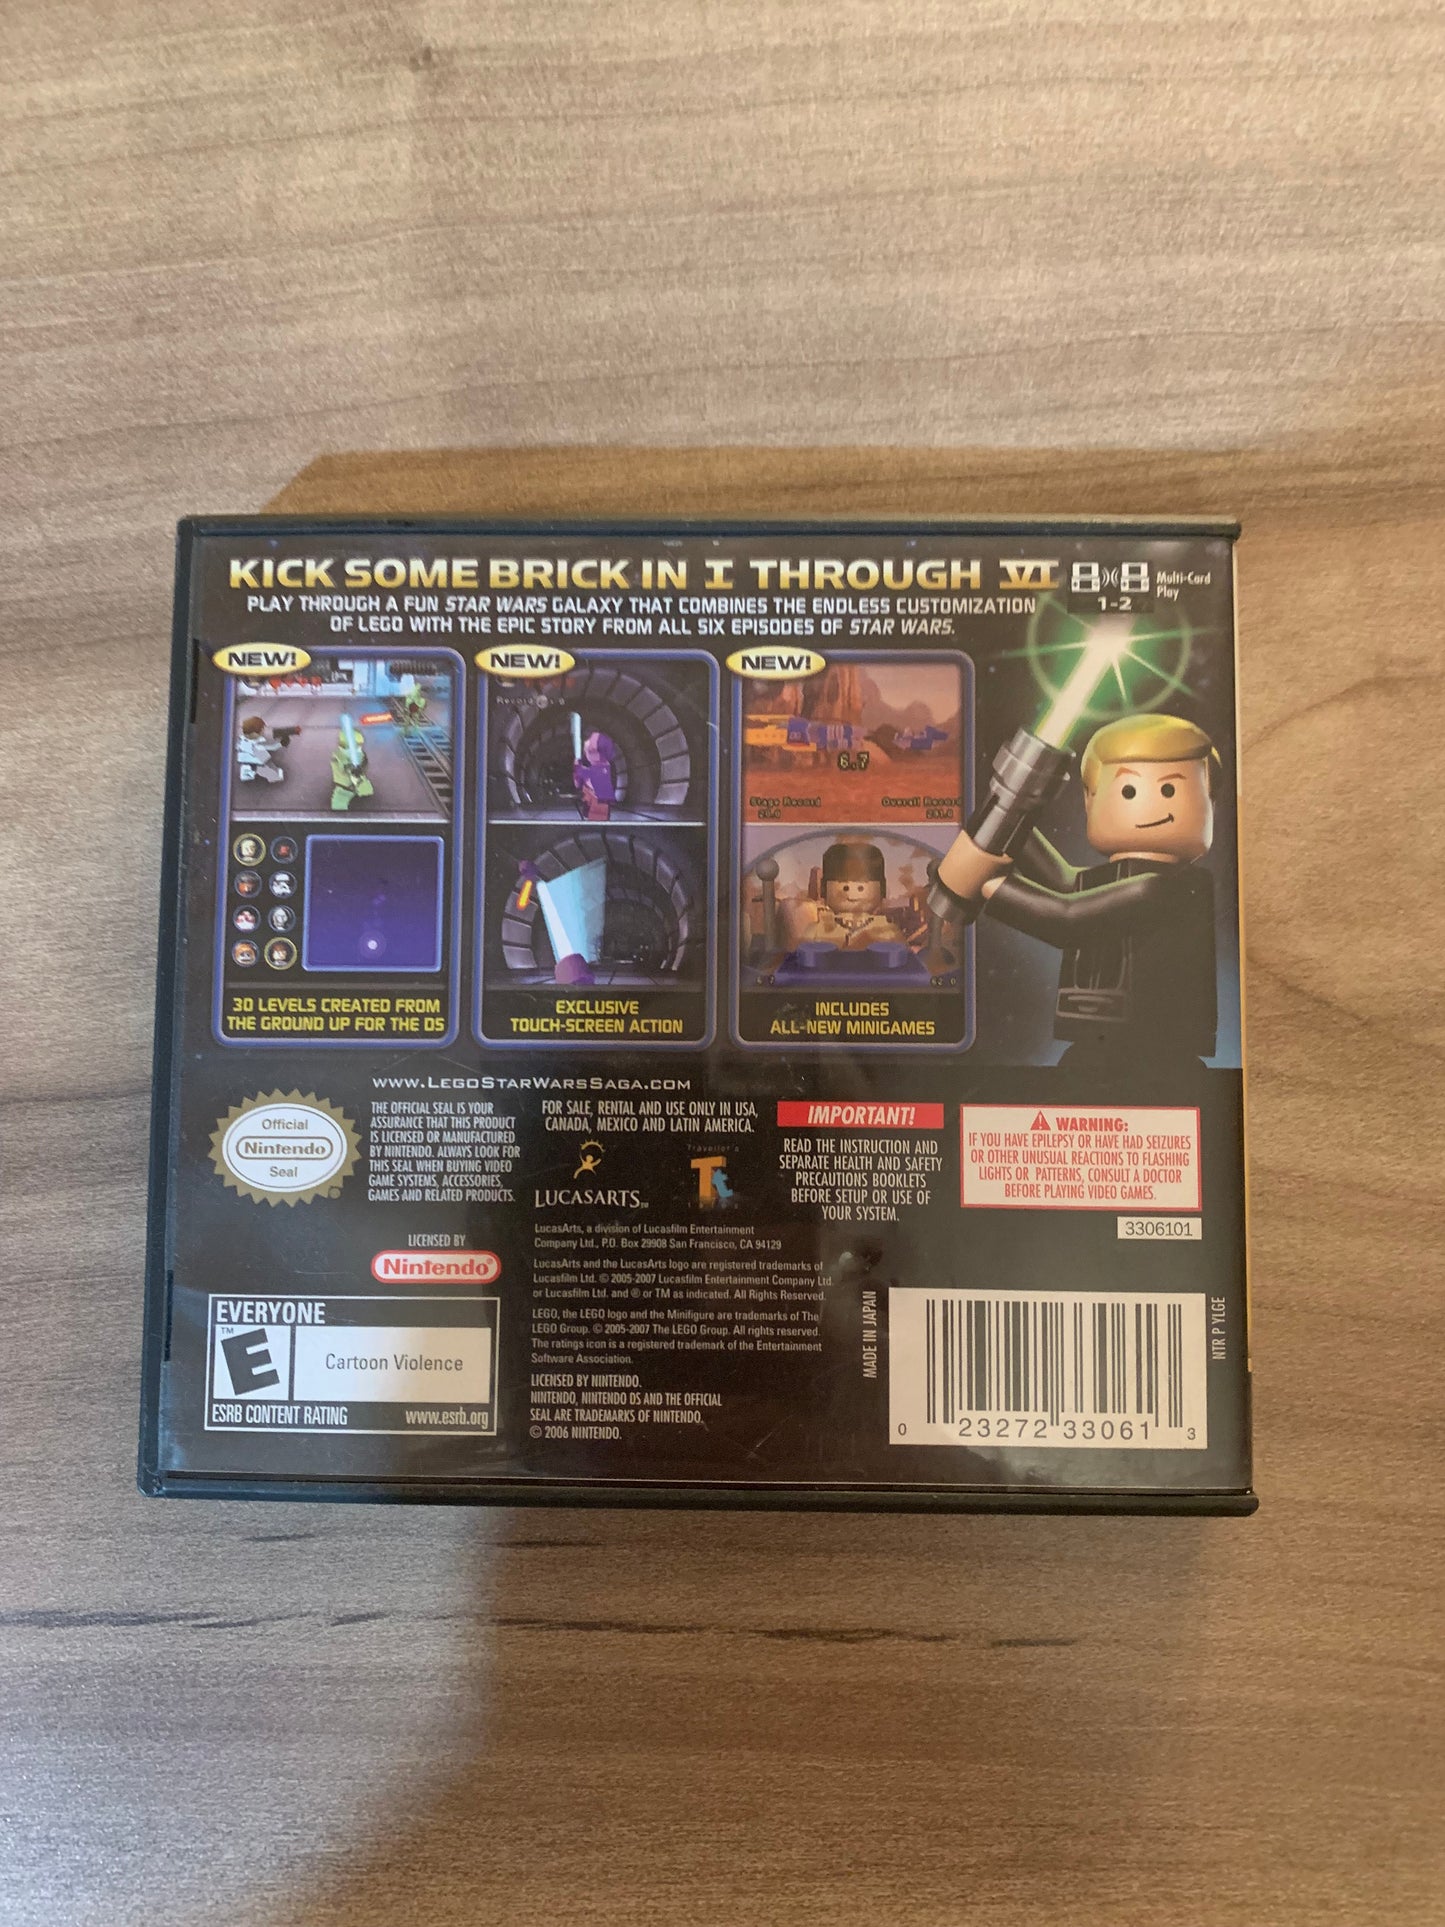 KICK SOME BRICK IN I THROUGH VI
PLAY THROUGH A FUN STAR WARS GALAXY THAT COMBINES THE ENDLESS CUSTOMIZATION
OF LEGO WITH THE EPIC STORY FROM ALL SIX EPISODES OF STAR WARS.
Multi-Card
Play
1-2
NEW!
NEW!
NEW!
Record
6.7
Stage Record
Overall Record
30 LEVELS CREATED FROM
THE GROUND UP FOR THE DS
EXCLUSIVE
TOUCH-SCREEN ACTION
INCLUDES
ALL-NEW MINIGAMES
WWW.LEGOSTARWARSSAGA.COM
Official
Nintendo
Seal
THE OFFICIAL SEAL IS YOUR
ASSURANCE THAT THIS PRODUCT
IS LICENSED OR MANUFACTURED
BY NINTENDO. ALWAYS LOOK FOR
THIS SEAL WHEN BUYING VIDEO
GAME SYSTEMS, ACCESSORIES,
GAMES AND RELATED PRODUCTS.
FOR SALE, RENTAL AND USE ONLY IN USA,
CANADA, MEXICO AND LATIN AMERICA.
LUCASARTS™
Traveller's
Tt
IMPORTANT!
READ THE INSTRUCTION AND
SEPARATE HEALTH AND SAFETY
PRECAUTIONS BOOKLETS
BEFORE SETUP OR USE OF
YOUR SYSTEM.
WARNING:
IF YOU HAVE EPILEPSY OR HAVE HAD SEIZURES
OR OTHER UNUSUAL REACTIONS TO FLASHING
LIGHTS OR PATTERNS, CONSULT A DOCTOR
BEFORE PLAYING VIDEO GAMES.
3306101
LICENSED BY
Nintendo®
LucasArts, a division of Lucasfilm Entertainment
Company Ltd., P.O. Box 29908 San Francisco, CA 94129
LucasArts and the LucasArts logo are registered trademarks of
Lucasfilm Ltd. © 2005-2007 Lucasfilm Entertainment Company Ltd.
or Lucasfilm Ltd. and ® or TM as indicated. All Rights Reserved.
LEGO, the LEGO logo and the Minifigure are trademarks of The
LEGO Group. © 2005-2007 The LEGO Group. All rights reserved.
The ratings icon is a registered trademark of the Entertainment
Software Association.
LICENSED BY NINTENDO.
NINTENDO, NINTENDO DS AND THE OFFICIAL
SEAL ARE TRADEMARKS OF NINTENDO.
© 2006 NINTENDO.
EVERYONE
E
™
Cartoon Violence
ESRB CONTENT RATING
www.esrb.org
MADE IN JAPAN
0 23272 33061 3
NTR P YLGE